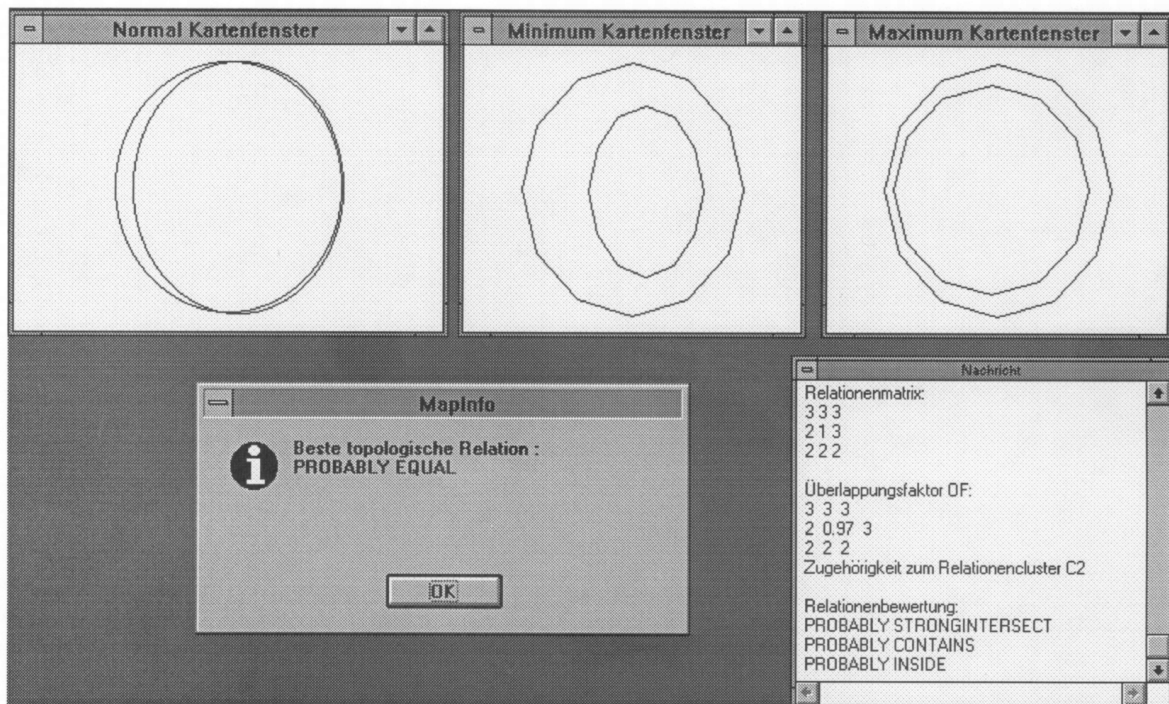 Normal Kartenfenster
Minimum Kartenfenster
Maximum Kartenfenster
MapInfo
Beste topologische Relation :
PROBABLY EQUAL
OK
Nachricht
Relationenmatrix:
3 3 3
2 1 3
2 2 2
Überlappungsfaktor OF:
3 3 3
2 0.97 3
2 2 2
Zugehörigkeit zum Relationencluster C2
Relationenbewertung:
PROBABLY STRONGINTERSECT
PROBABLY CONTAINS
PROBABLY INSIDE